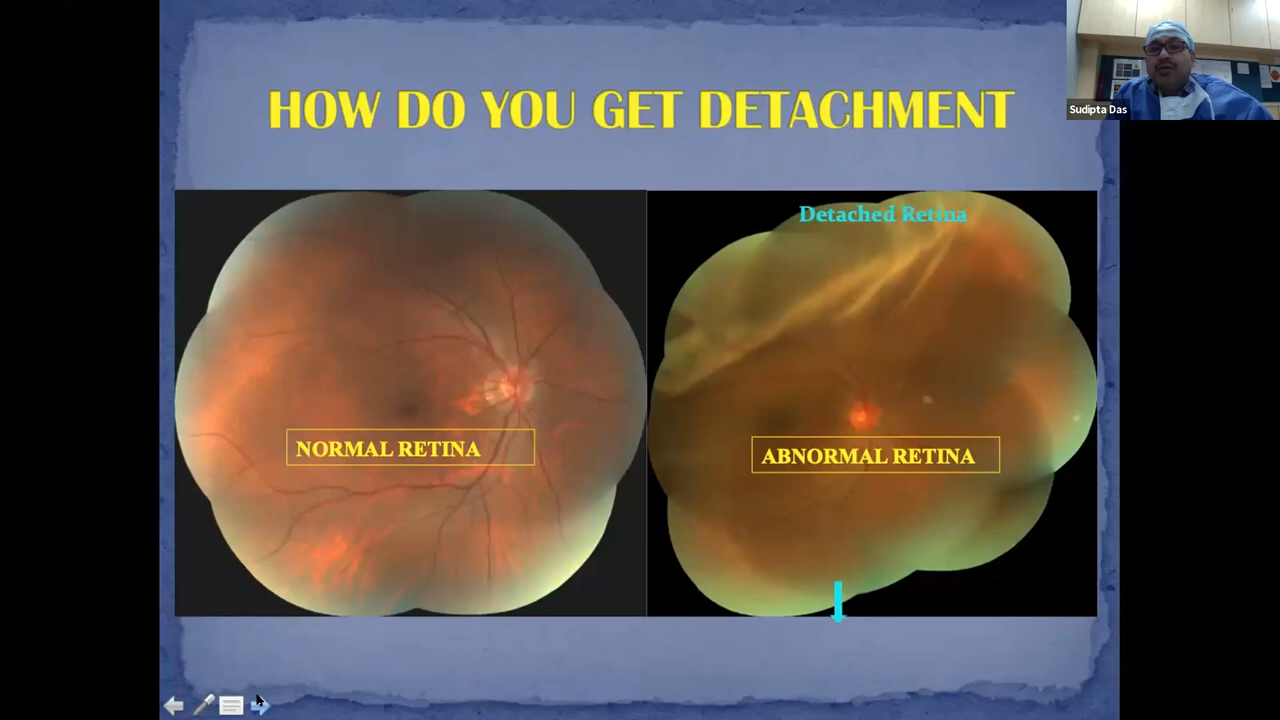 HOW DO YOU GET DETACHMENT
Sudipta Das
Detached Retina
NORMAL RETINA
ABNORMAL RETINA